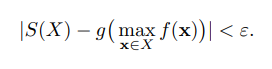 |S(X) − g(max_{x∈X} f(x))| < ε.